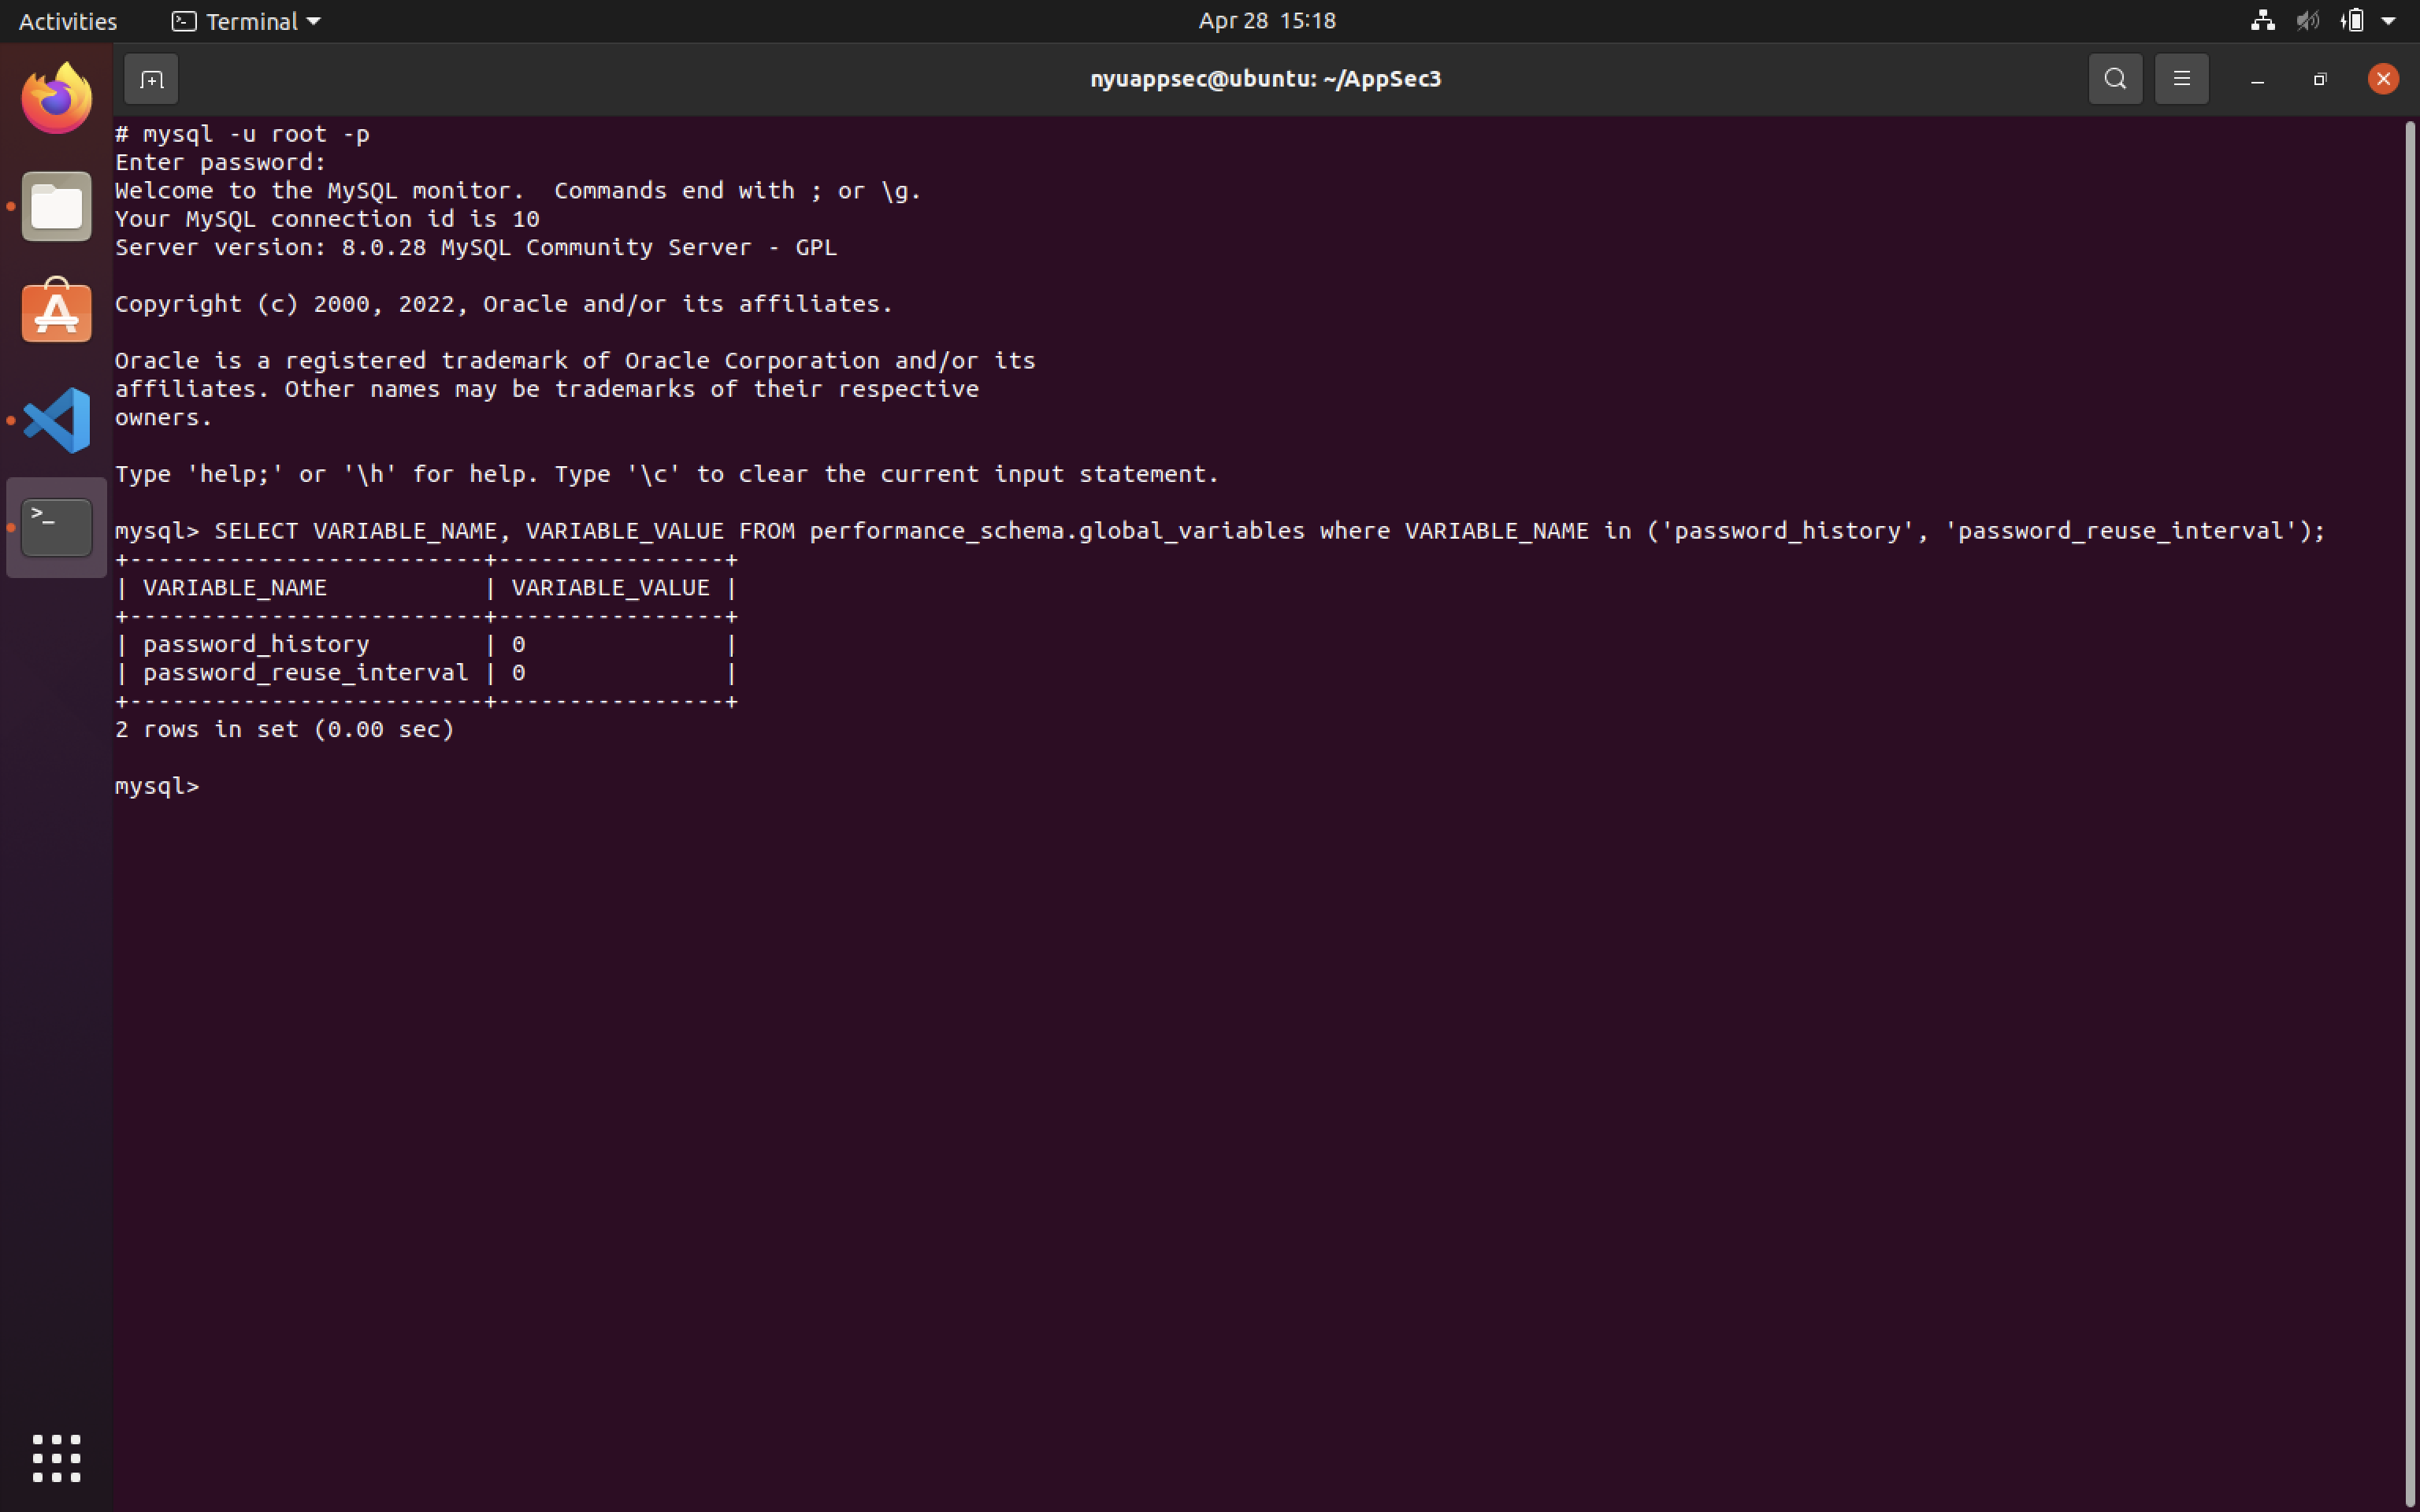 Activities Terminal Apr 28 15:18
nyuappsec@ubuntu: ~/AppSec3
# mysql -u root -p
Enter password:
Welcome to the MySQL monitor.  Commands end with ; or \g.
Your MySQL connection id is 10
Server version: 8.0.28 MySQL Community Server - GPL
Copyright (c) 2000, 2022, Oracle and/or its affiliates.
Oracle is a registered trademark of Oracle Corporation and/or its
affiliates. Other names may be trademarks of their respective
owners.
Type 'help;' or '\h' for help. Type '\c' to clear the current input statement.
mysql> SELECT VARIABLE_NAME, VARIABLE_VALUE FROM performance_schema.global_variables where VARIABLE_NAME in ('password_history', 'password_reuse_interval');
+-------------------------+----------------+
| VARIABLE_NAME           | VARIABLE_VALUE |
+-------------------------+----------------+
| password_history        | 0              |
| password_reuse_interval | 0              |
+-------------------------+----------------+
2 rows in set (0.00 sec)
mysql>